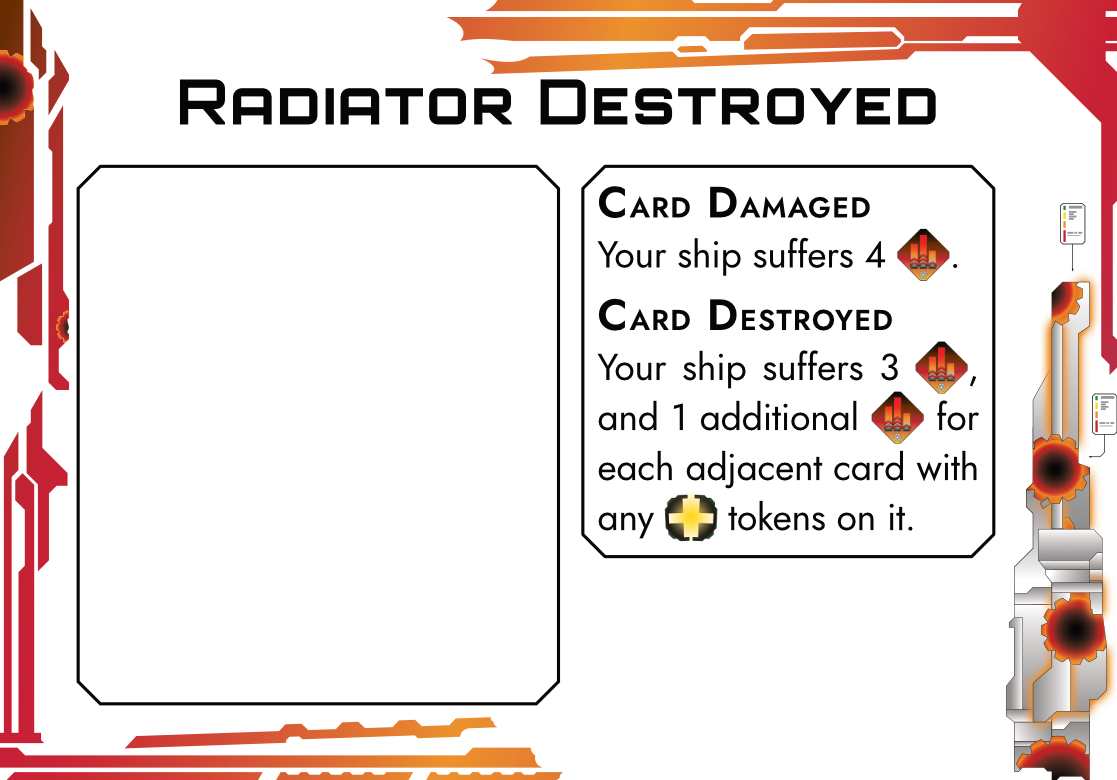 Radiator Destroyed
Card Damaged
Your ship suffers 4 .
Card Destroyed
Your ship suffers 3 ,
and 1 additional for
each adjacent card with
any tokens on it.